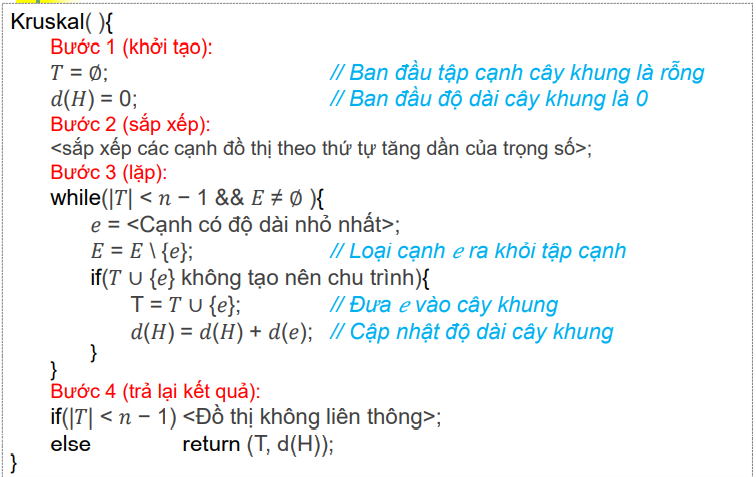 Kruskal( ){
Bước 1 (khởi tạo):
𝑇 = ∅; // Ban đầu tập cạnh cây khung là rỗng
𝑑(𝐻) = 0; // Ban đầu độ dài cây khung là 0
Bước 2 (sắp xếp):
<sắp xếp các cạnh đồ thị theo thứ tự tăng dần của trọng số>;
Bước 3 (lặp):
while(|𝑇| < 𝑛 − 1 && 𝐸 ≠ ∅ ){
𝑒 = <Cạnh có độ dài nhỏ nhất>;
𝐸 = 𝐸 \ {𝑒}; // Loại cạnh 𝑒 ra khỏi tập cạnh
if(𝑇 ∪ {𝑒} không tạo nên chu trình){
T = 𝑇 ∪ {𝑒}; // Đưa 𝑒 vào cây khung
𝑑(𝐻) = 𝑑(𝐻) + 𝑑(𝑒); // Cập nhật độ dài cây khung
}
}
Bước 4 (trả lại kết quả):
if(|𝑇| < 𝑛 − 1) <Đồ thị không liên thông>;
else return (T, d(H));
}